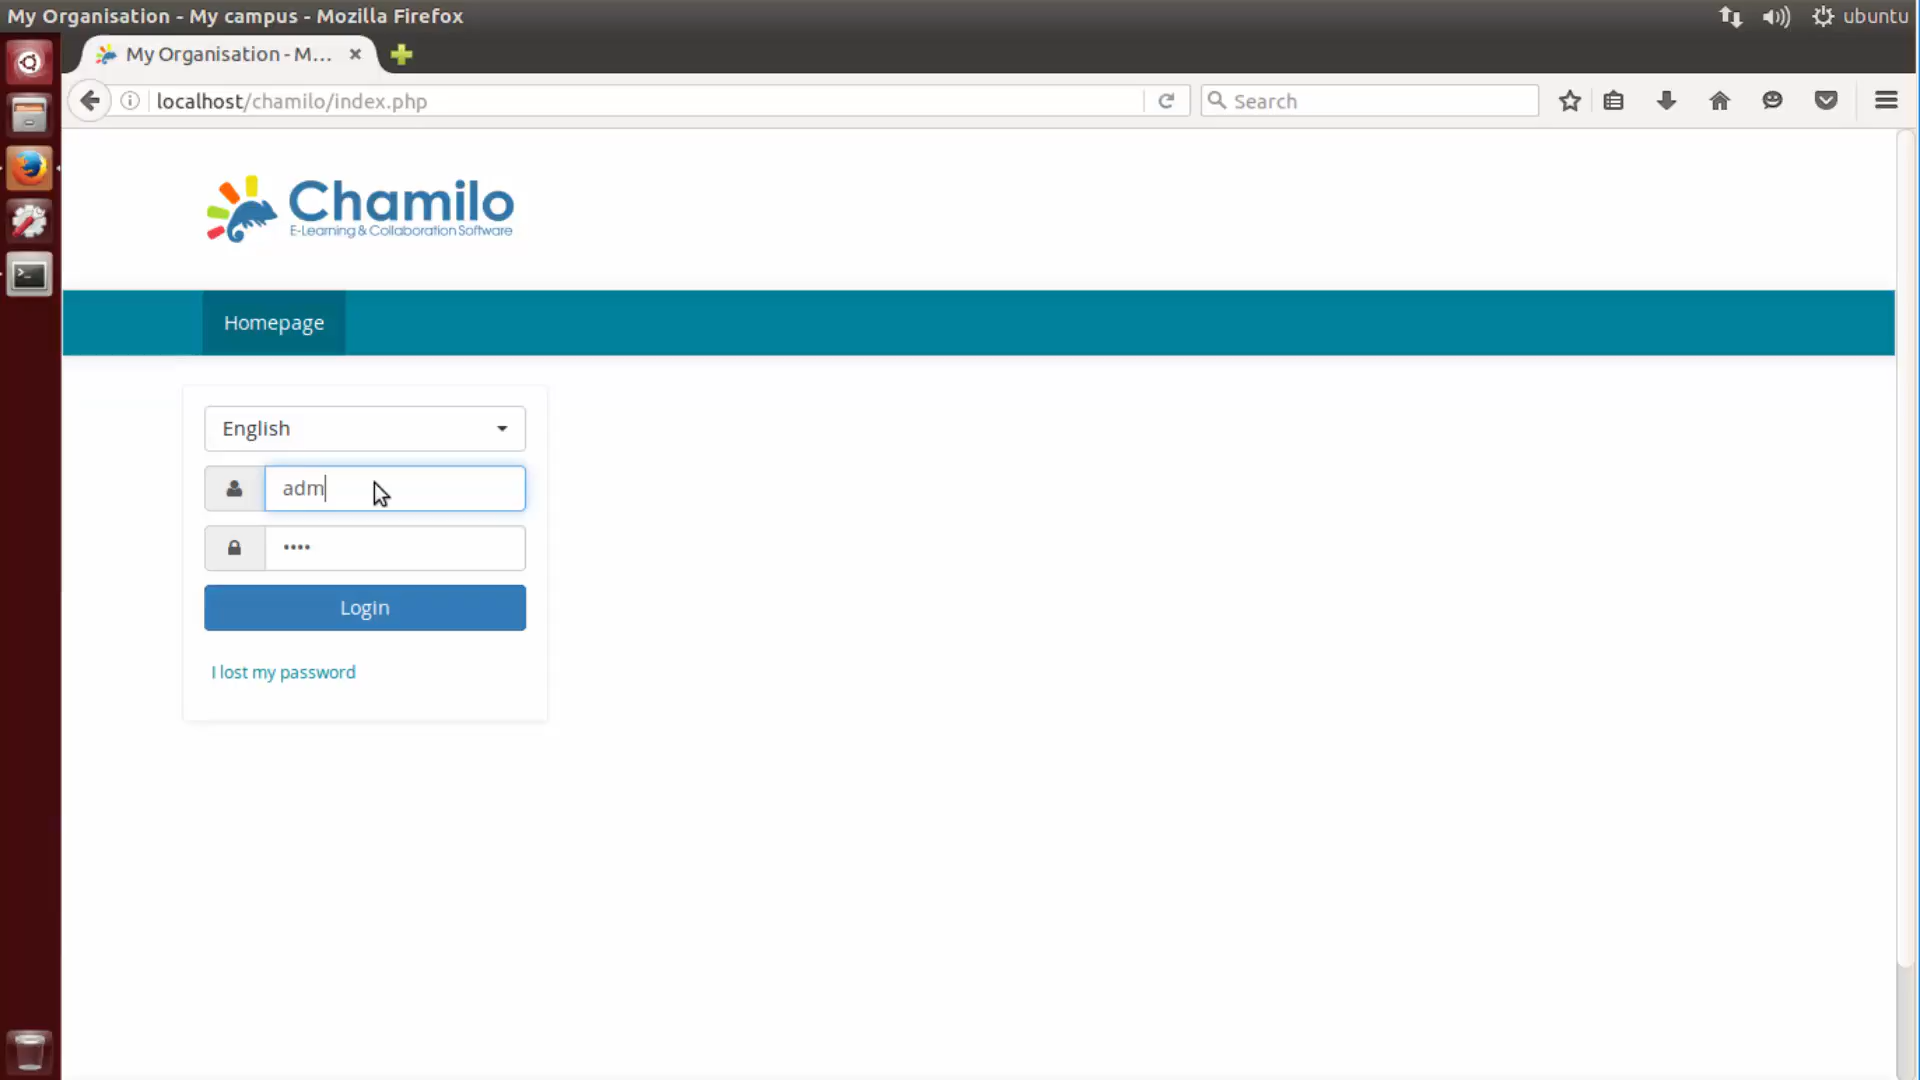 My Organisation - My campus - Mozilla Firefox
ubuntu
My Organisation - M...
localhost/chamilo/index.php
Search
Chamilo
E-Learning & Collaboration Software
Homepage
English
adm
••••
Login
I lost my password